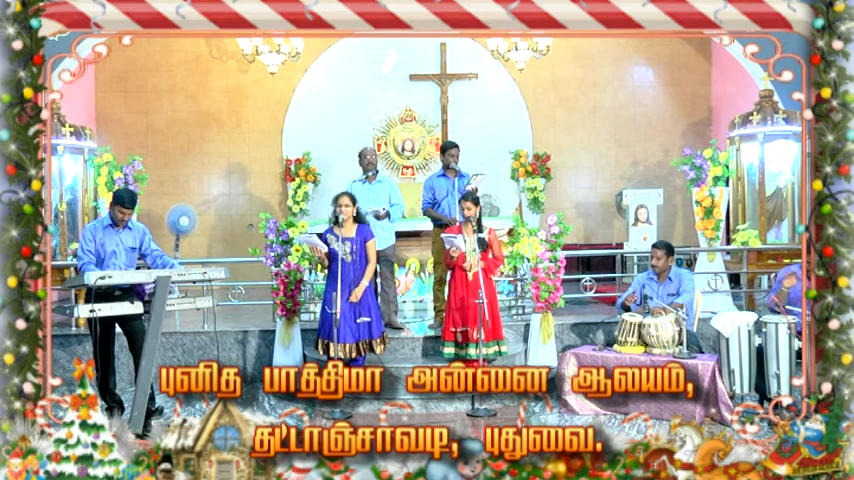 புனித பாத்திமா அன்னை ஆலயம்,
தட்டாஞ்சாவடி, புதுவை.